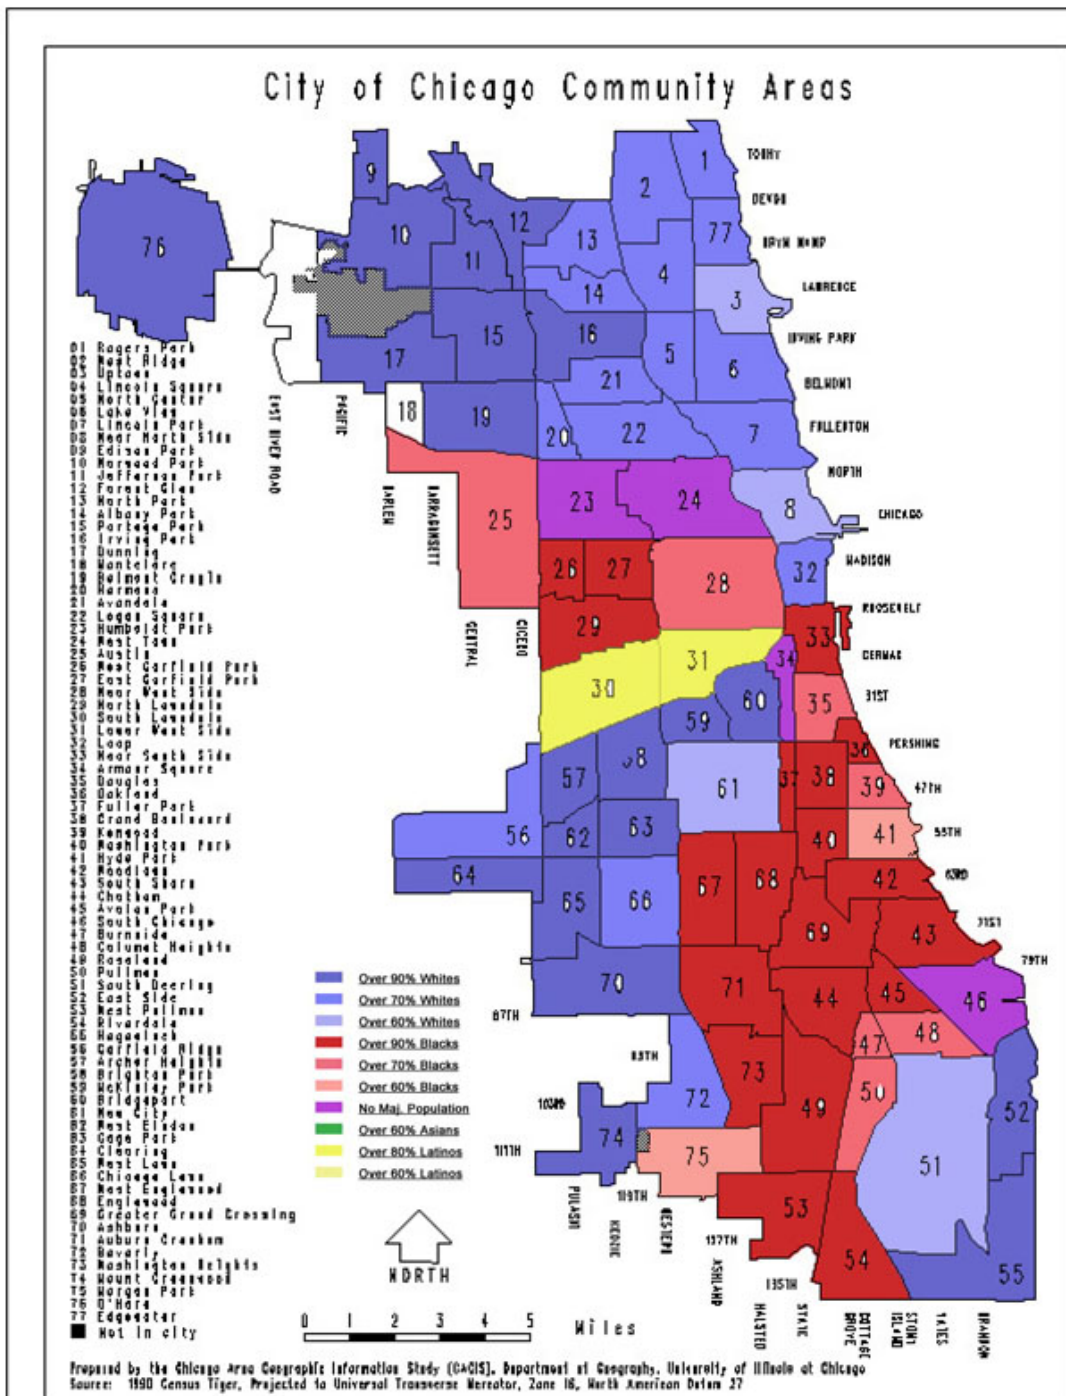 City of Chicago Community Areas
TOUHY
DEVON
BRYN MAWR
LAWRENCE
IRVING PARK
BELMONT
FULLERTON
NORTH
CHICAGO
MADISON
ROOSEVELT
CERMAC
31ST
PERSHING
47TH
55TH
63RD
71ST
79TH
87TH
103RD
111TH
119TH
127TH
135TH
EAST RIVER ROAD
PACIFIC
HARLEM
NARRAGANSETT
CENTRAL
CICERO
PULASKI
KEDZIE
WESTERN
ASHLAND
HALSTED
STATE
COTTAGE GROVE
STONY ISLAND
YATES
BRANDON
01 Rogers Park
02 West Ridge
03 Uptown
04 Lincoln Square
05 North Center
06 Lake View
07 Lincoln Park
08 Near North Side
09 Edison Park
10 Norwood Park
11 Jefferson Park
12 Forest Glen
13 North Park
14 Albany Park
15 Portage Park
16 Irving Park
17 Dunning
18 Montclare
19 Belmont Cragin
20 Hermosa
21 Avondale
22 Logan Square
23 Humboldt Park
24 West Town
25 Austin
26 West Garfield Park
27 East Garfield Park
28 Near West Side
29 North Lawndale
30 South Lawndale
31 Lower West Side
32 Loop
33 Near South Side
34 Armour Square
35 Douglas
36 Oakland
37 Fuller Park
38 Grand Boulevard
39 Kenwood
40 Washington Park
41 Hyde Park
42 Woodlawn
43 South Shore
44 Chatham
45 Avalon Park
46 South Chicago
47 Burnside
48 Calumet Heights
49 Roseland
50 Pullman
51 South Deering
52 East Side
53 West Pullman
54 Riverdale
55 Hegewisch
56 Garfield Ridge
57 Archer Heights
58 Brighton Park
59 McKinley Park
60 Bridgeport
61 New City
62 West Elsdon
63 Gage Park
64 Clearing
65 West Lawn
66 Chicago Lawn
67 West Englewood
68 Englewood
69 Greater Grand Crossing
70 Ashburn
71 Auburn Gresham
72 Beverly
73 Washington Heights
74 Mount Greenwood
75 Morgan Park
76 O'Hare
77 Edgewater
Not in city
Over 90% Whites
Over 70% Whites
Over 60% Whites
Over 90% Blacks
Over 70% Blacks
Over 60% Blacks
No Maj. Population
Over 60% Asians
Over 80% Latinos
Over 60% Latinos
NORTH
0 1 2 3 4 5 Miles
Prepared by the Chicago Area Geographic Information Study (CAGIS), Department of Geography, University of Illinois at Chicago
Source: 1990 Census Tiger, Projected to Universal Transverse Mercator, Zone 16, North American Datum 27